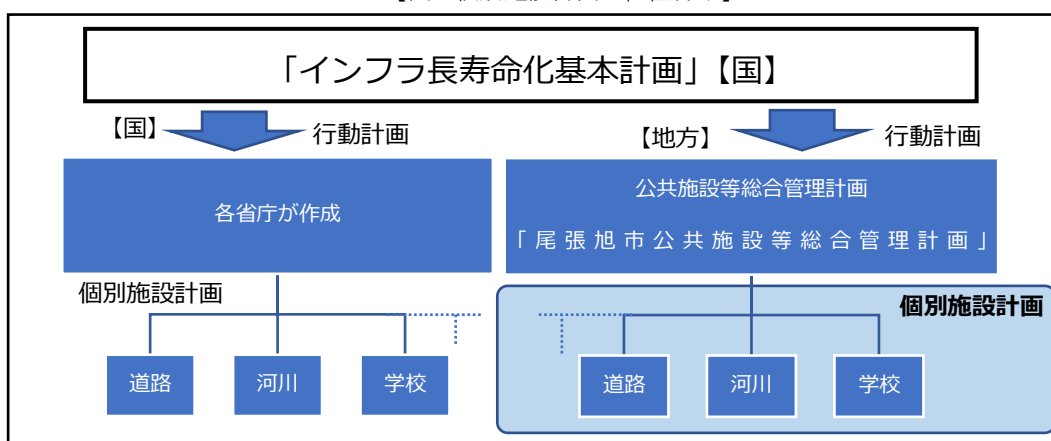 「インフラ長寿命化基本計画」【国】
【国】 行動計画
【地方】 行動計画
各省庁が作成
公共施設等総合管理計画
「尾張旭市公共施設等総合管理計画」
個別施設計画
個別施設計画
道路 河川 学校
道路 河川 学校